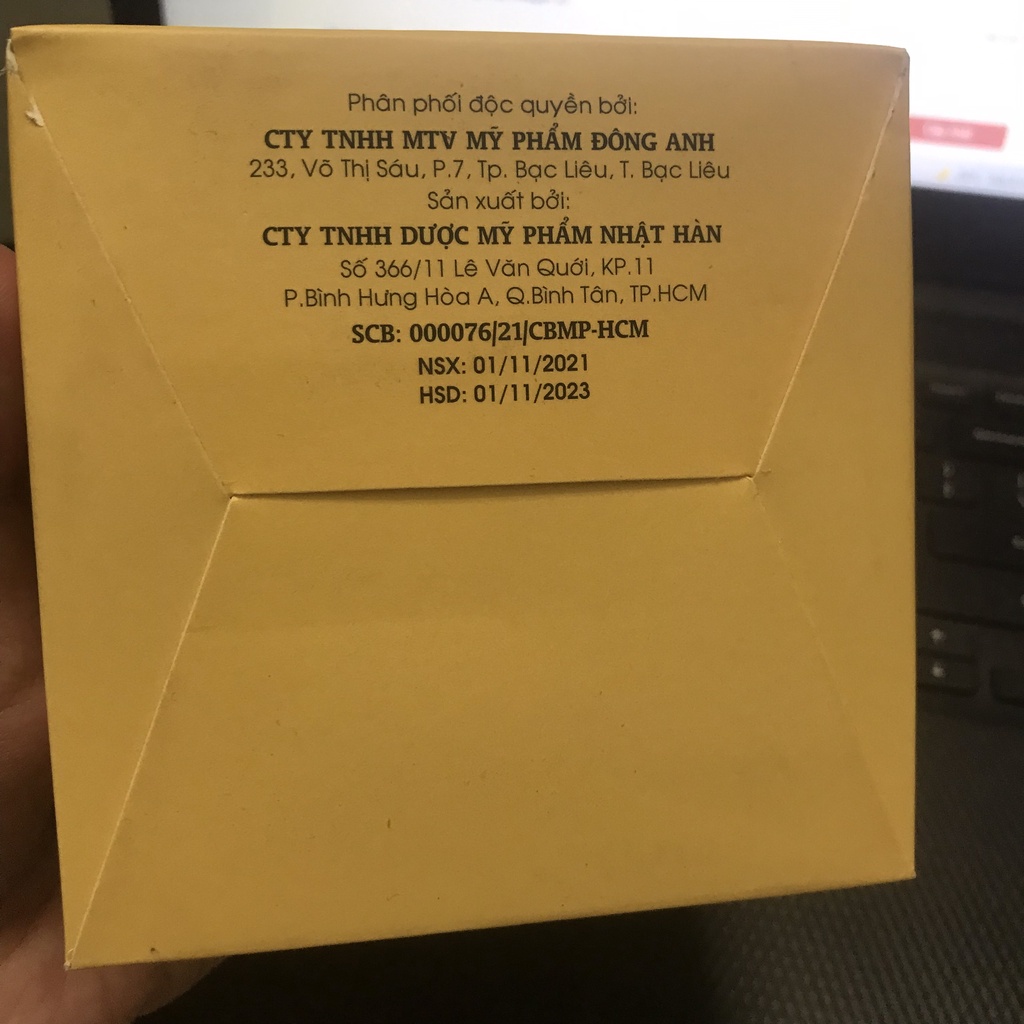 Phân phối độc quyền bởi:
CTY TNHH MTV MỸ PHẨM ĐÔNG ANH
233, Võ Thị Sáu, P.7, Tp. Bạc Liêu, T. Bạc Liêu
Sản xuất bởi:
CTY TNHH DƯỢC MỸ PHẨM NHẬT HÀN
Số 366/11 Lê Văn Quới, KP.11
P.Bình Hưng Hòa A, Q.Bình Tân, TP.HCM
SCB: 000076/21/CBMP-HCM
NSX: 01/11/2021
HSD: 01/11/2023